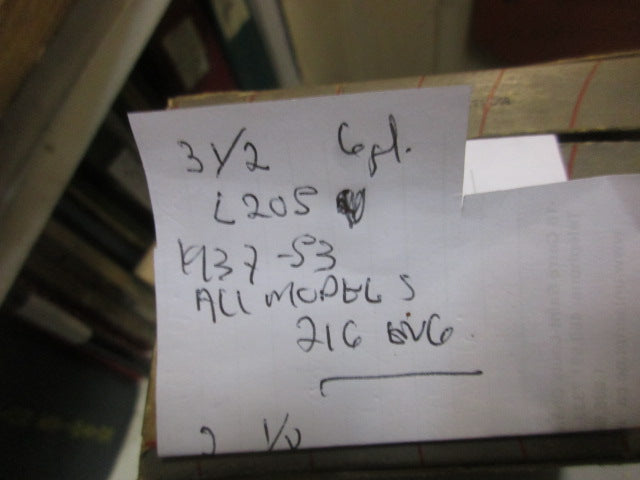 3 1/2 6 cyl.
L205
1937-53
ALL MODELS
216 ENG.